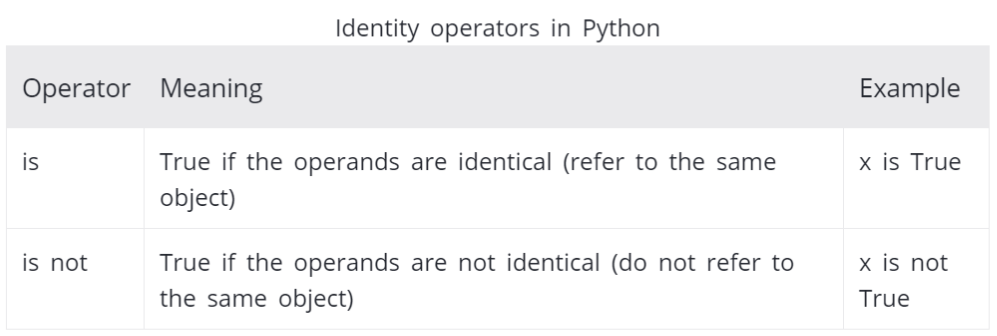 Identity operators in Python
Operator Meaning Example
is True if the operands are identical (refer to the same object) x is True
is not True if the operands are not identical (do not refer to the same object) x is not True